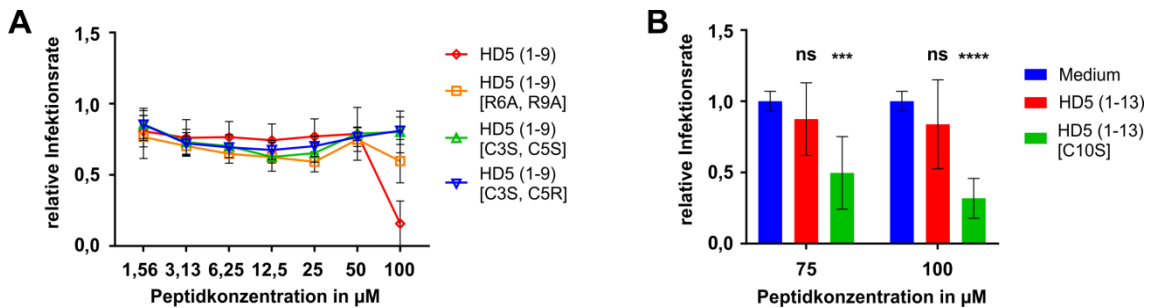 A
relative Infektionsrate
1,5
1,0
0,5
0,0
1,56 3,13 6,25 12,5 25 50 100
Peptidkonzentration in µM
HD5 (1-9)
HD5 (1-9)
[R6A, R9A]
HD5 (1-9)
[C3S, C5S]
HD5 (1-9)
[C3S, C5R]
B
relative Infektionsrate
1,5
1,0
0,5
0,0
ns ***
ns ****
75 100
Peptidkonzentration in µM
Medium
HD5 (1-13)
HD5 (1-13)
[C10S]